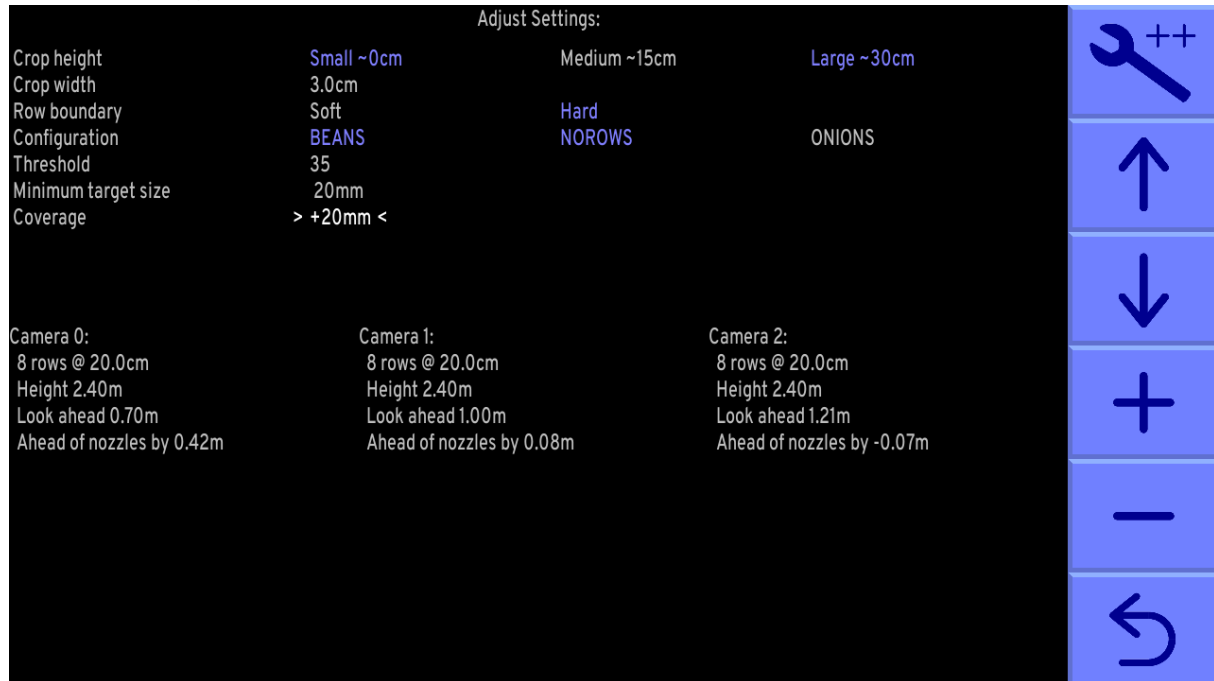 Adjust Settings:
Crop height Small ~0cm Medium ~15cm Large ~30cm
Crop width 3.0cm
Row boundary Soft Hard
Configuration BEANS NOROWS ONIONS
Threshold 35
Minimum target size 20mm
Coverage > +20mm <
Camera 0: Camera 1: Camera 2:
8 rows @ 20.0cm 8 rows @ 20.0cm 8 rows @ 20.0cm
Height 2.40m Height 2.40m Height 2.40m
Look ahead 0.70m Look ahead 1.00m Look ahead 1.21m
Ahead of nozzles by 0.42m Ahead of nozzles by 0.08m Ahead of nozzles by -0.07m